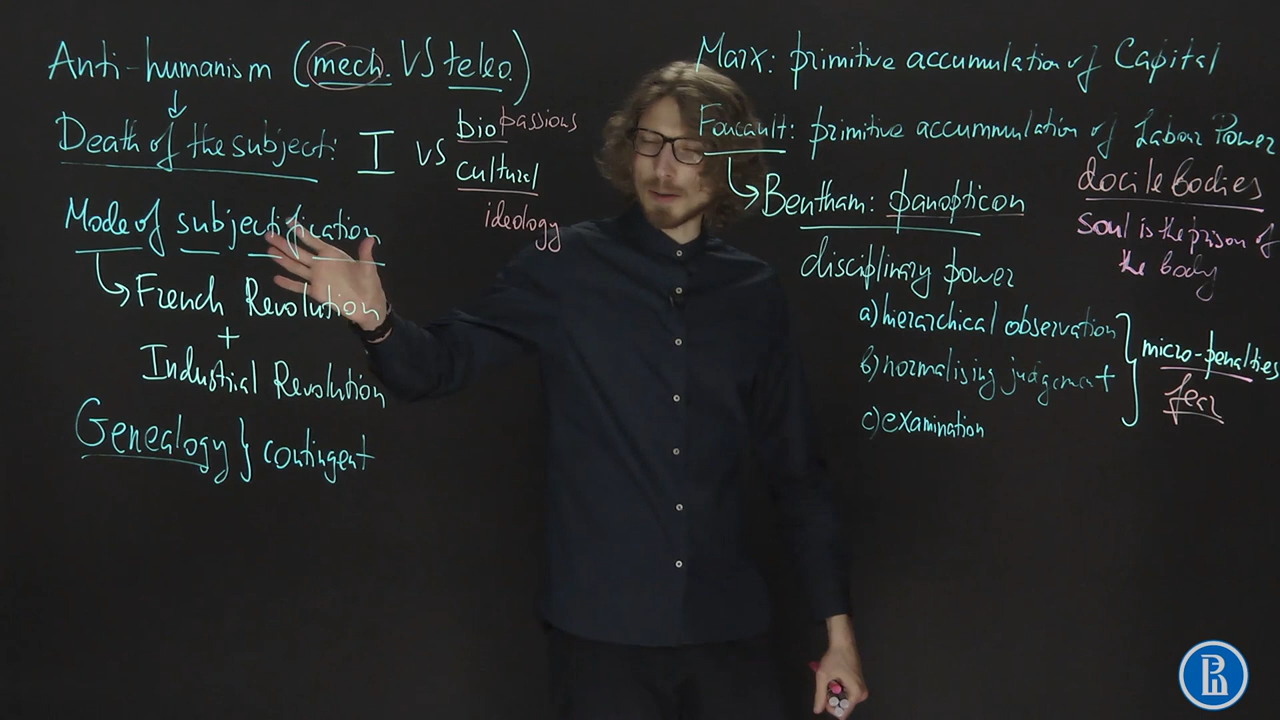 Anti-humanism (mech. VS teleo.)
Death of the subject: I vs bio passions
cultural
ideology
Mode of subjectification
French Revolution
+
Industrial Revolution
Genealogy } contingent
Marx: primitive accumulation of Capital
Foucault: primitive accummulation of Labour Power
docile bodies
soul is the prison of
the body
Bentham: panopticon
disciplinary power
a) hierarchical observation
b) normalising judgement
c) examination
micro-penalties
fear